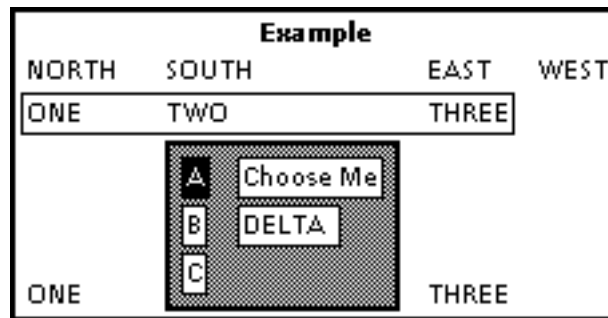 Example
NORTH SOUTH EAST WEST
ONE TWO THREE
A Choose Me
B DELTA
C
ONE THREE